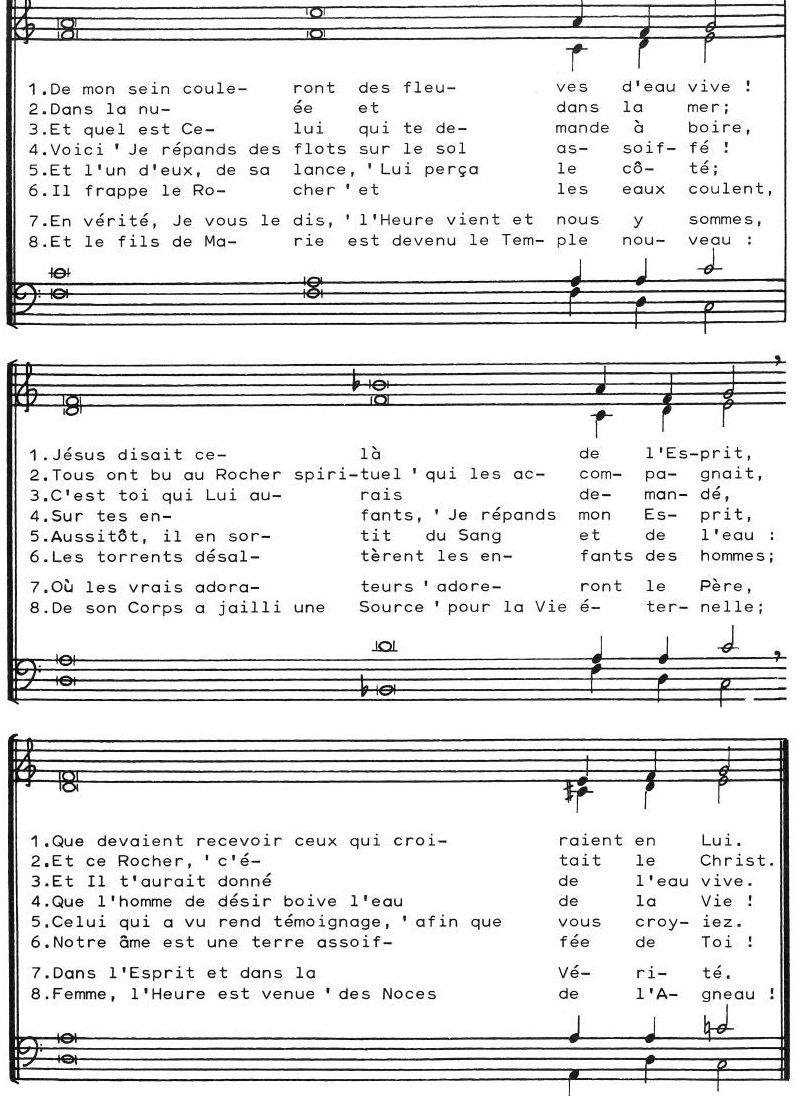 1.De mon sein coule- ront des fleu- ves d'eau vive !
2.Dans la nu- ée et dans la mer;
3.Et quel est Ce- lui qui te de- mande à boire,
4.Voici ' Je répands des flots sur le sol as- soif- fé !
5.Et l'un d'eux, de sa lance, ' Lui perça le cô- té;
6.Il frappe le Ro- cher ' et les eaux coulent,
7.En vérité, Je vous le dis, ' l'Heure vient et nous y sommes,
8.Et le fils de Ma- rie est devenu le Tem- ple nou- veau :
1.Jésus disait ce- là de l'Es-prit,
2.Tous ont bu au Rocher spiri-tuel ' qui les ac- com- pa- gnait,
3.C'est toi qui Lui au- rais de- man- dé,
4.Sur tes en- fants, ' Je répands mon Es- prit,
5.Aussitôt, il en sor- tit du Sang et de l'eau :
6.Les torrents désal- tèrent les en- fants des hommes;
7.Où les vrais adora- teurs ' adore- ront le Père,
8.De son Corps a jailli une Source ' pour la Vie é- ter- nelle;
1.Que devaient recevoir ceux qui croi- raient en Lui.
2.Et ce Rocher, ' c'é- tait le Christ.
3.Et Il t'aurait donné de l'eau vive.
4.Que l'homme de désir boive l'eau de la Vie !
5.Celui qui a vu rend témoignage, ' afin que vous croy- iez.
6.Notre âme est une terre assoif- fée de Toi !
7.Dans l'Esprit et dans la Vé- ri- té.
8.Femme, l'Heure est venue ' des Noces de l'A- gneau !